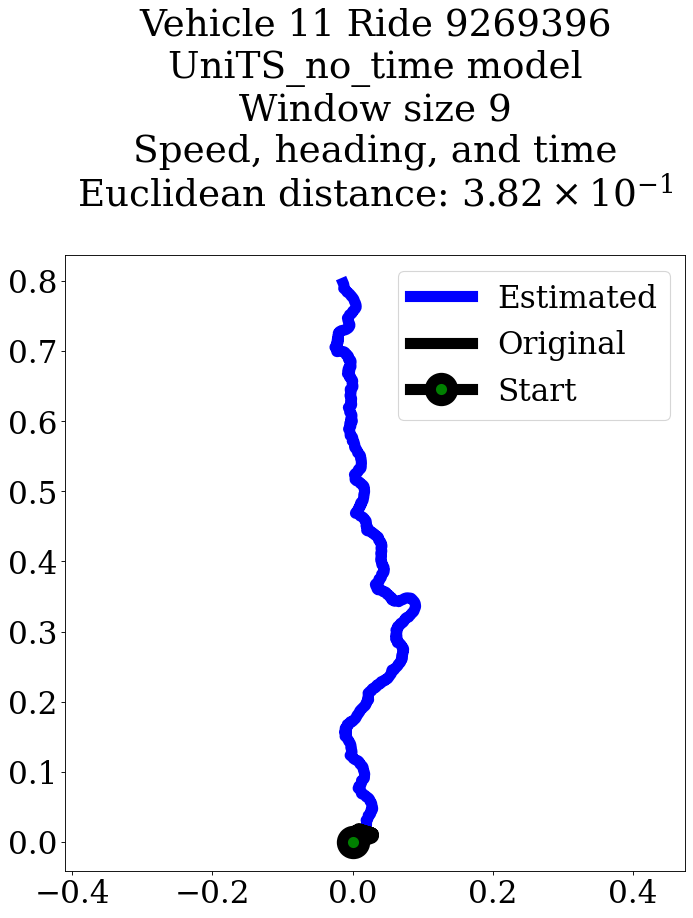 Vehicle 11 Ride 9269396
UniTS_no_time model
Window size 9
Speed, heading, and time
Euclidean distance: 3.82 × 10⁻¹
Estimated
Original
Start
0.8
0.7
0.6
0.5
0.4
0.3
0.2
0.1
0.0
−0.4 −0.2 0.0 0.2 0.4